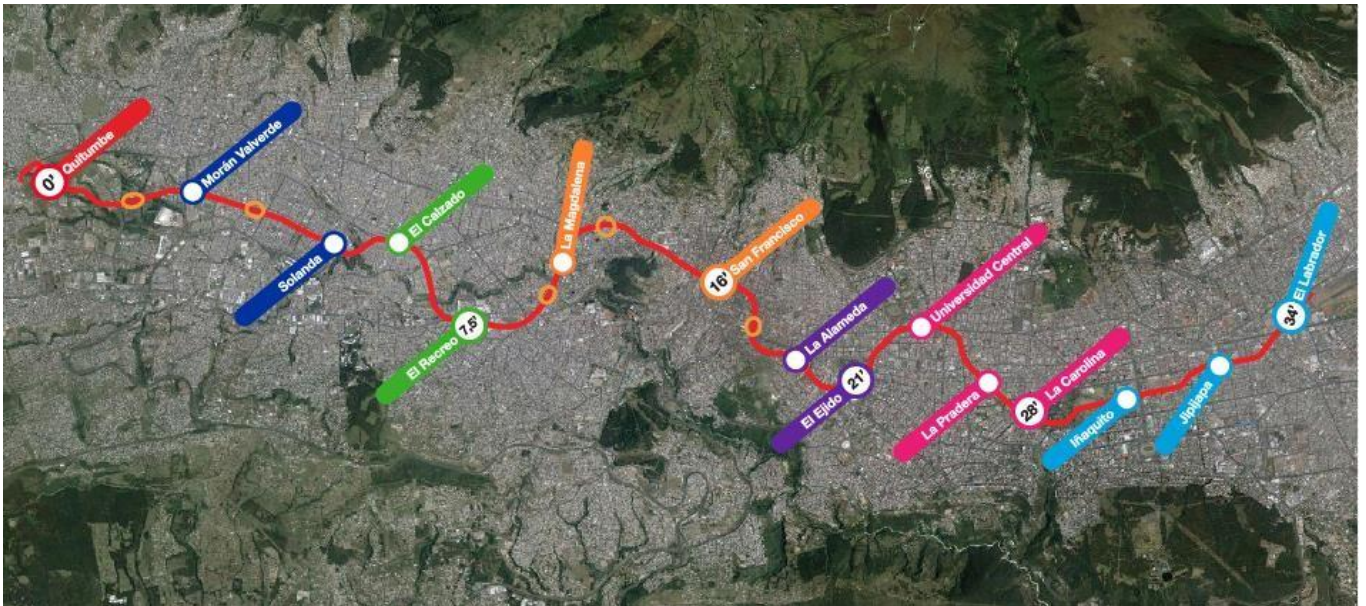 0'
Quitumbe
Morán Valverde
Solanda
El Calzado
7,5'
El Recreo
La Magdalena
16'
San Francisco
La Alameda
21'
El Ejido
Universidad Central
La Pradera
28'
La Carolina
Iñaquito
Jipijapa
34'
El Labrador